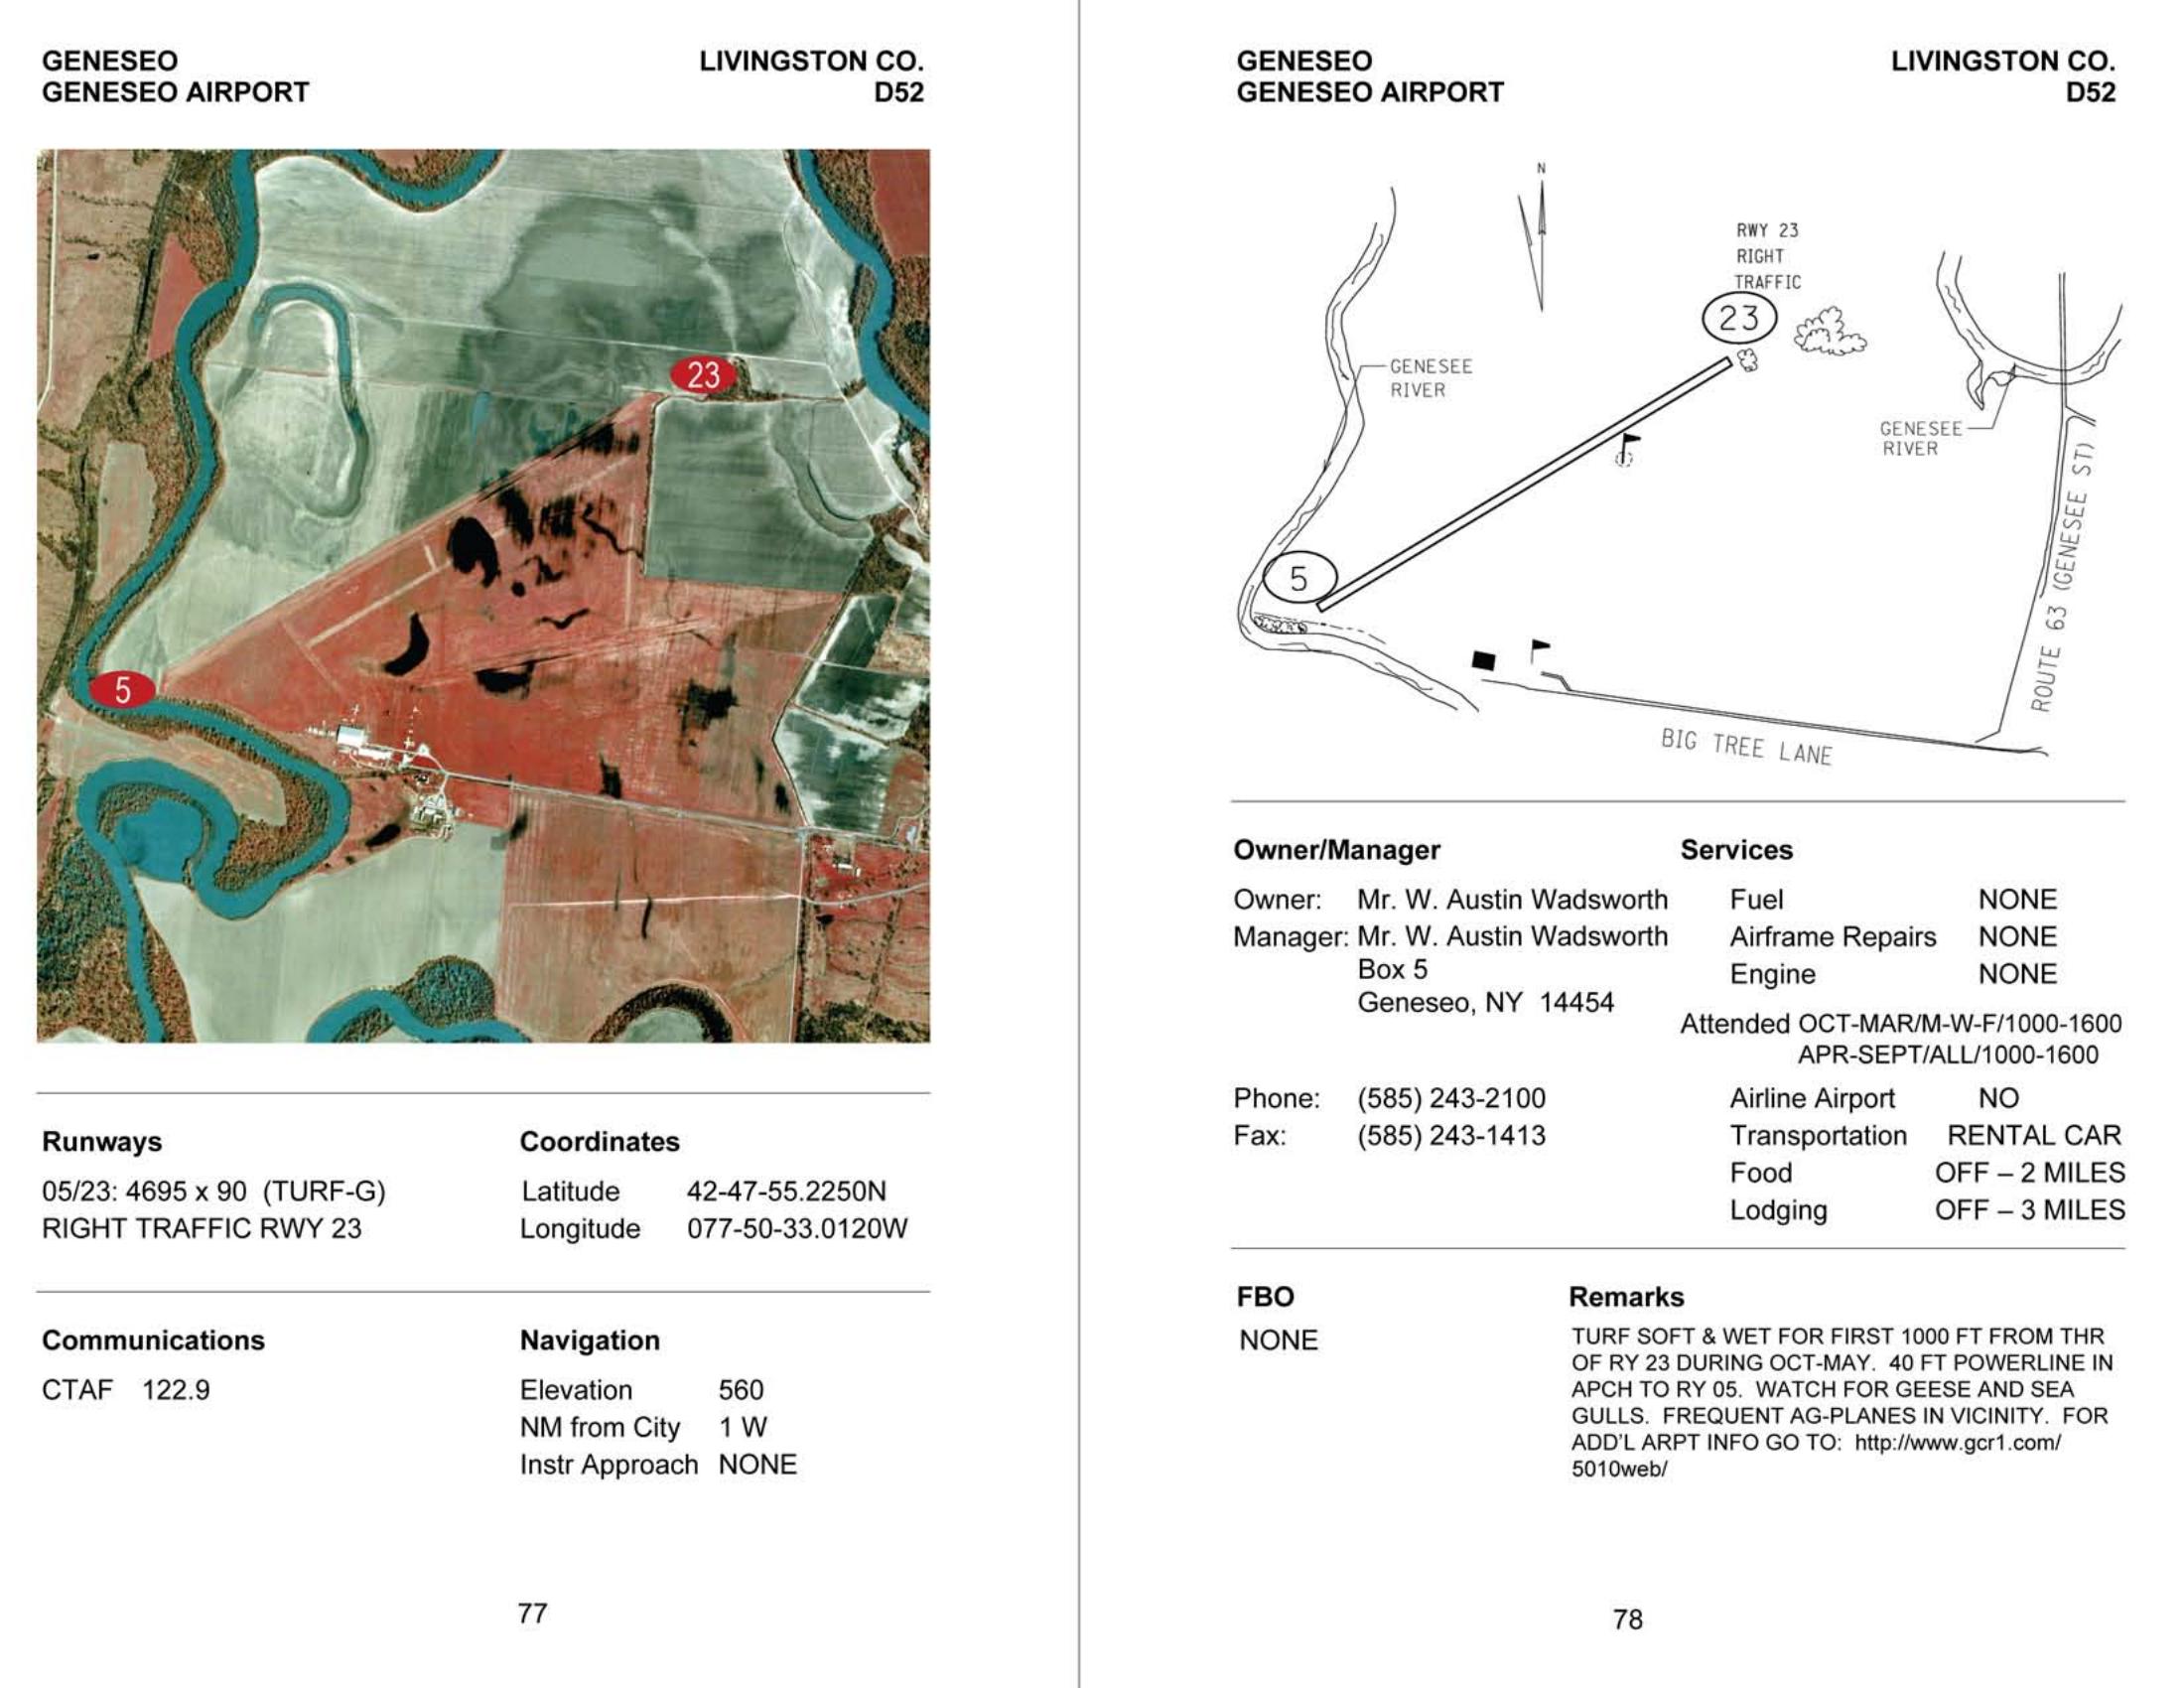 GENESEO
GENESEO AIRPORT
LIVINGSTON CO.
D52
23
5
Runways
05/23: 4695 x 90 (TURF-G)
RIGHT TRAFFIC RWY 23
Coordinates
Latitude 42-47-55.2250N
Longitude 077-50-33.0120W
Communications
CTAF 122.9
Navigation
Elevation 560
NM from City 1 W
Instr Approach NONE
77
GENESEO
GENESEO AIRPORT
LIVINGSTON CO.
D52
N
RWY 23
RIGHT
TRAFFIC
23
GENESEE
RIVER
GENESEE
RIVER
5
ROUTE 63 (GENESEE ST)
BIG TREE LANE
Owner/Manager
Owner: Mr. W. Austin Wadsworth
Manager: Mr. W. Austin Wadsworth
Box 5
Geneseo, NY 14454
Phone: (585) 243-2100
Fax: (585) 243-1413
Services
Fuel NONE
Airframe Repairs NONE
Engine NONE
Attended OCT-MAR/M-W-F/1000-1600
APR-SEPT/ALL/1000-1600
Airline Airport NO
Transportation RENTAL CAR
Food OFF – 2 MILES
Lodging OFF – 3 MILES
FBO
NONE
Remarks
TURF SOFT & WET FOR FIRST 1000 FT FROM THR
OF RY 23 DURING OCT-MAY. 40 FT POWERLINE IN
APCH TO RY 05. WATCH FOR GEESE AND SEA
GULLS. FREQUENT AG-PLANES IN VICINITY. FOR
ADD'L ARPT INFO GO TO: http://www.gcr1.com/
5010web/
78